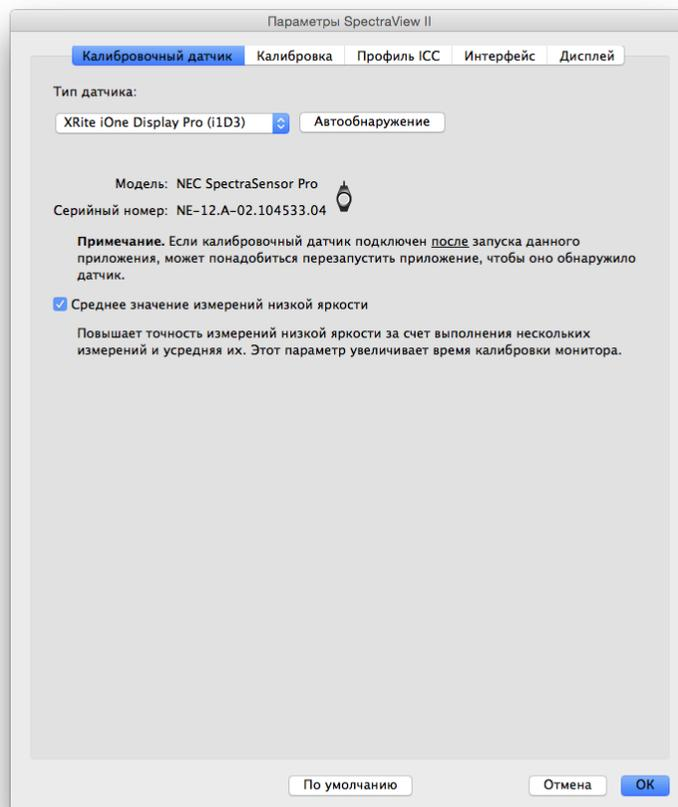 Параметры SpectraView II
Калибровочный датчик Калибровка Профиль ICC Интерфейс Дисплей
Тип датчика:
XRite iOne Display Pro (i1D3) Автообнаружение
Модель: NEC SpectraSensor Pro
Серийный номер: NE-12.A-02.104533.04
Примечание. Если калибровочный датчик подключен после запуска данного
приложения, может понадобиться перезапустить приложение, чтобы оно обнаружило
датчик.
Среднее значение измерений низкой яркости
Повышает точность измерений низкой яркости за счет выполнения нескольких
измерений и усредняя их. Этот параметр увеличивает время калибровки монитора.
По умолчанию Отмена OK